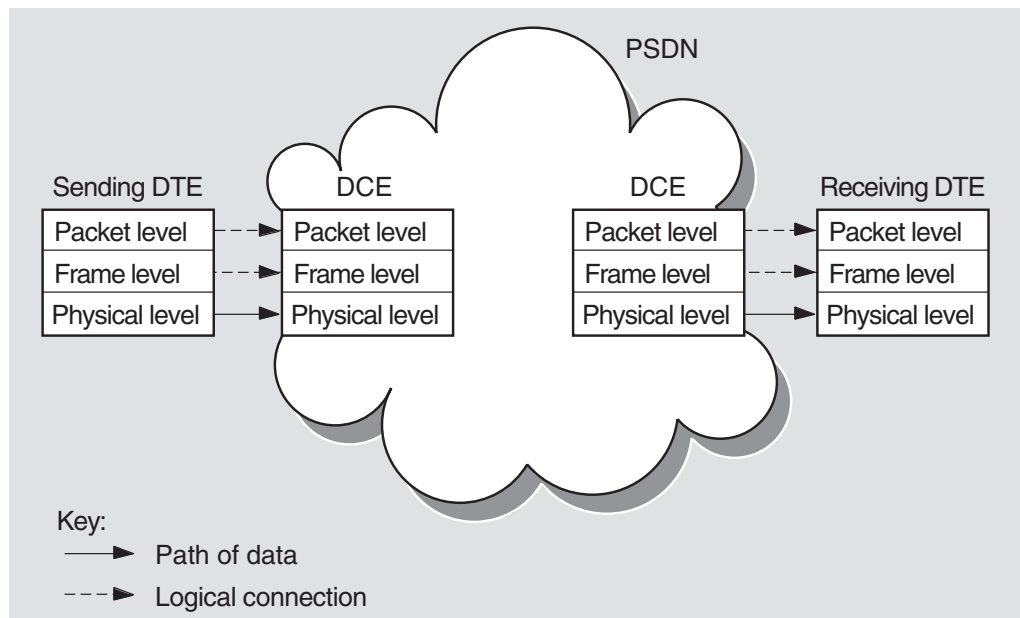 PSDN
Sending DTE
DCE
DCE
Receiving DTE
Packet level
Packet level
Packet level
Packet level
Frame level
Frame level
Frame level
Frame level
Physical level
Physical level
Physical level
Physical level
Key:
Path of data
Logical connection